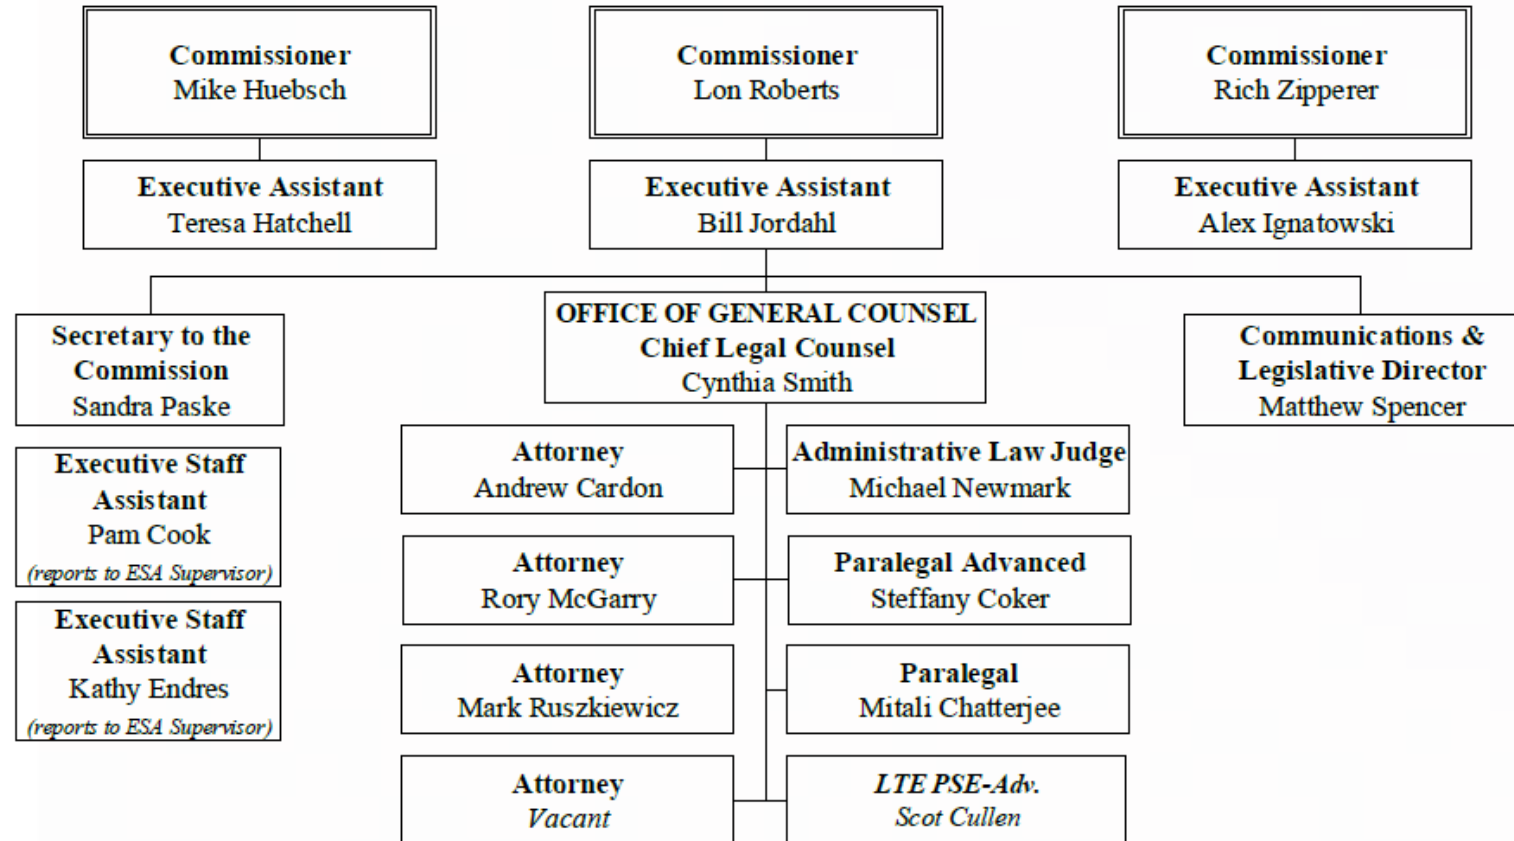 Commissioner
Mike Huebsch
Commissioner
Lon Roberts
Commissioner
Rich Zipperer
Executive Assistant
Teresa Hatchell
Executive Assistant
Bill Jordahl
Executive Assistant
Alex Ignatowski
Secretary to the
Commission
Sandra Paske
OFFICE OF GENERAL COUNSEL
Chief Legal Counsel
Cynthia Smith
Communications &
Legislative Director
Matthew Spencer
Executive Staff
Assistant
Pam Cook
(reports to ESA Supervisor)
Executive Staff
Assistant
Kathy Endres
(reports to ESA Supervisor)
Attorney
Andrew Cardon
Administrative Law Judge
Michael Newmark
Attorney
Rory McGarry
Paralegal Advanced
Steffany Coker
Attorney
Mark Ruszkiewicz
Paralegal
Mitali Chatterjee
Attorney
Vacant
LTE PSE-Adv.
Scot Cullen